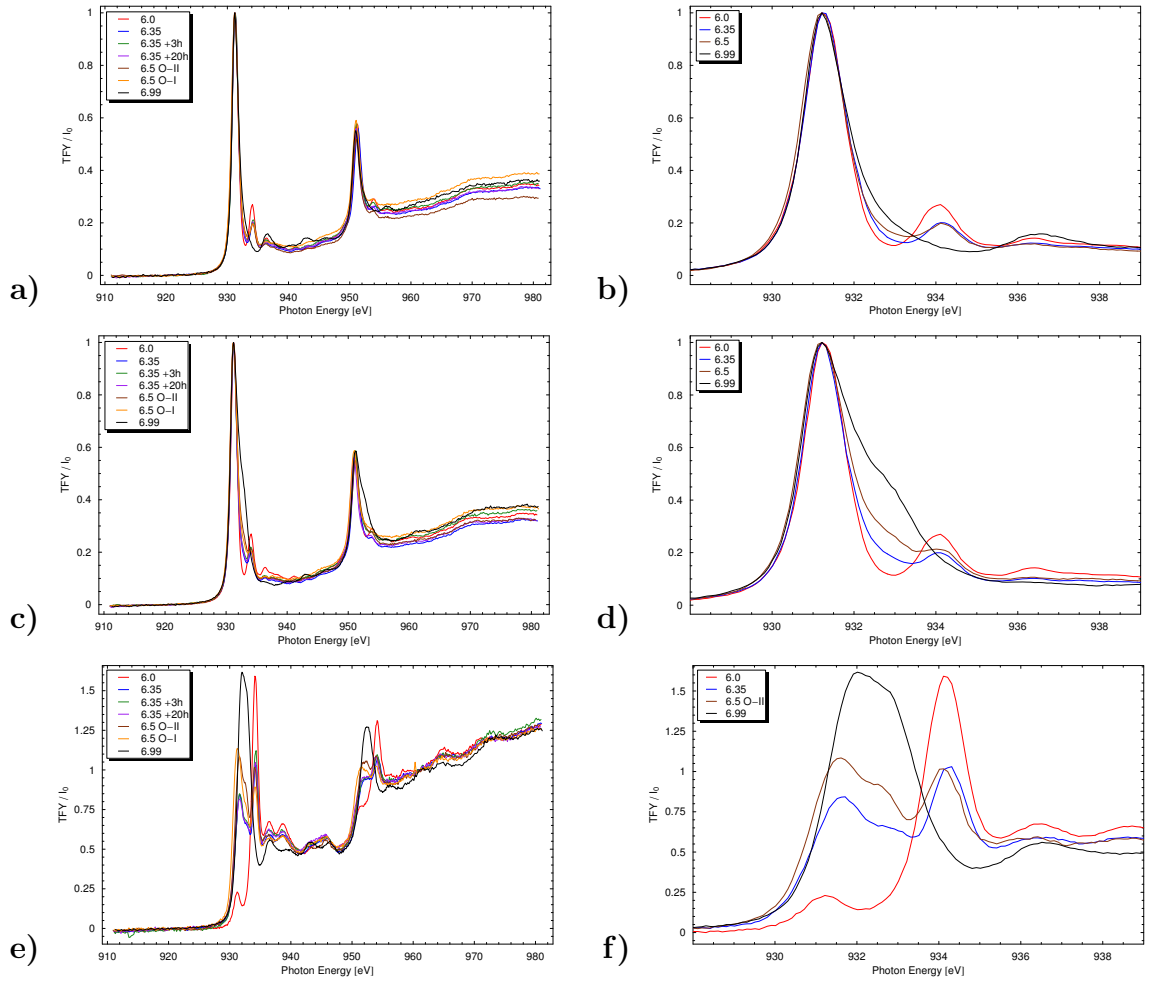 TFY / I0
1
0.8
0.6
0.4
0.2
0
6.0
6.35
6.35 +3h
6.35 +20h
6.5 O−II
6.5 O−I
6.99
910 920 930 940 950 960 970 980
Photon Energy [eV]
a)
TFY / I0
1
0.8
0.6
0.4
0.2
0
6.0
6.35
6.5
6.99
930 932 934 936 938
Photon Energy [eV]
b)
TFY / I0
1
0.8
0.6
0.4
0.2
0
6.0
6.35
6.35 +3h
6.35 +20h
6.5 O−II
6.5 O−I
6.99
910 920 930 940 950 960 970 980
Photon Energy [eV]
c)
TFY / I0
1
0.8
0.6
0.4
0.2
0
6.0
6.35
6.5
6.99
930 932 934 936 938
Photon Energy [eV]
d)
TFY / I0
1.5
1.25
1
0.75
0.5
0.25
0
6.0
6.35
6.35 +3h
6.35 +20h
6.5 O−II
6.5 O−I
6.99
910 920 930 940 950 960 970 980
Photon Energy [eV]
e)
TFY / I0
1.5
1.25
1
0.75
0.5
0.25
0
6.0
6.35
6.5 O−II
6.99
930 932 934 936 938
Photon Energy [eV]
f)